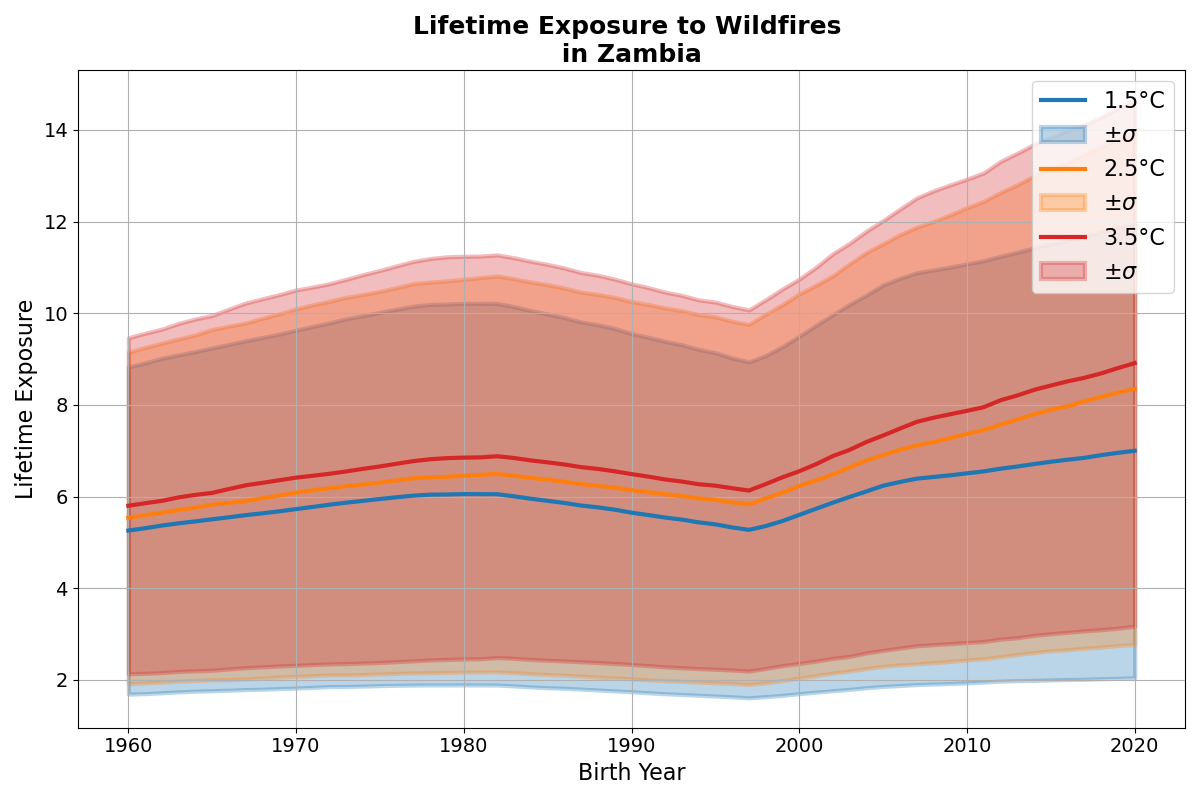 Lifetime Exposure to Wildfires
in Zambia
Lifetime Exposure
14
12
10
8
6
4
2
1960
1970
1980
1990
2000
2010
2020
Birth Year
1.5°C
±σ
2.5°C
±σ
3.5°C
±σ